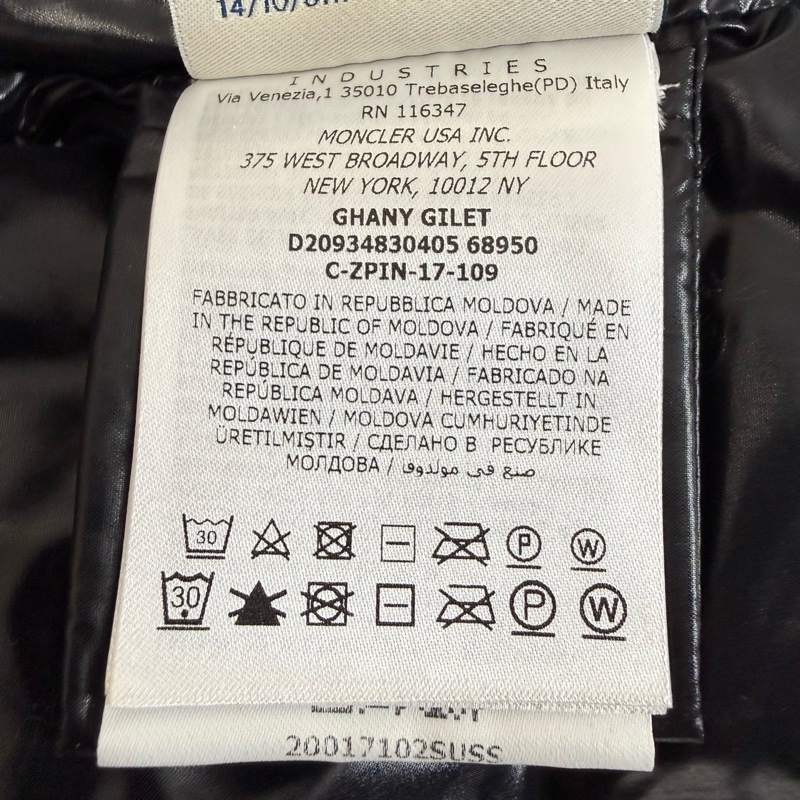 14/10/
INDUSTRIES
Via Venezia,1 35010 Trebaseleghe(PD) Italy
RN 116347
MONCLER USA INC.
375 WEST BROADWAY, 5TH FLOOR
NEW YORK, 10012 NY
GHANY GILET
D20934830405 68950
C-ZPIN-17-109
FABBRICATO IN REPUBBLICA MOLDOVA / MADE
IN THE REPUBLIC OF MOLDOVA / FABRIQUÉ EN
RÉPUBLIQUE DE MOLDAVIE / HECHO EN LA
REPÚBLICA DE MOLDAVIA / FABRICADO NA
REPÚBLICA MOLDAVA / HERGESTELLT IN
MOLDAWIEN / MOLDOVA CUMHURIYETINDE
ÜRETILMIŞTIR / СДЕЛАНО В РЕСУБЛИКЕ
МОЛДОВА / صنع في مولدوفا
30 P W
30 P W
20017102SUSS